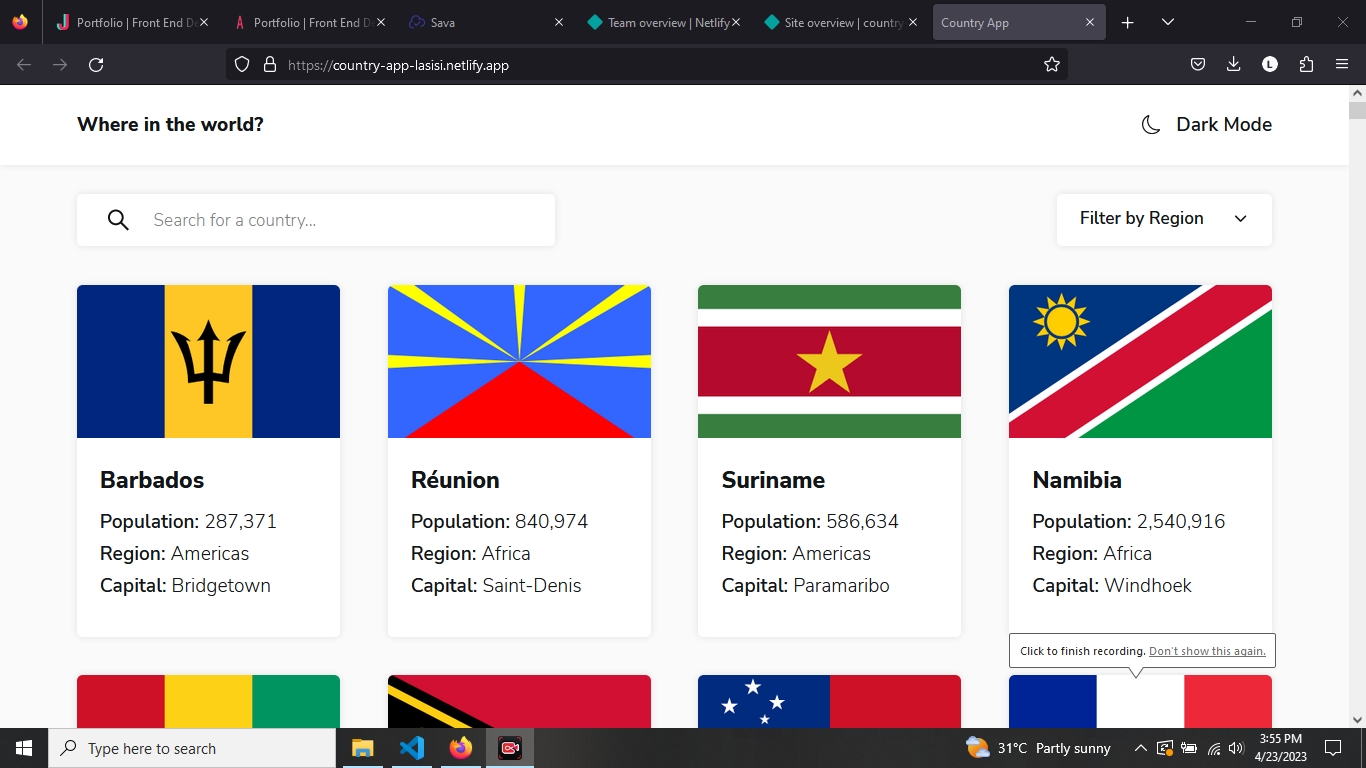 Portfolio | Front End De
Portfolio | Front End De
Sava
Team overview | Netlify
Site overview | country-
Country App
https://country-app-lasisi.netlify.app
L
Where in the world?
Dark Mode
Search for a country...
Filter by Region
Barbados
Population: 287,371
Region: Americas
Capital: Bridgetown
Réunion
Population: 840,974
Region: Africa
Capital: Saint-Denis
Suriname
Population: 586,634
Region: Americas
Capital: Paramaribo
Namibia
Population: 2,540,916
Region: Africa
Capital: Windhoek
Click to finish recording. Don't show this again.
Type here to search
31°C Partly sunny
3:55 PM
4/23/2023